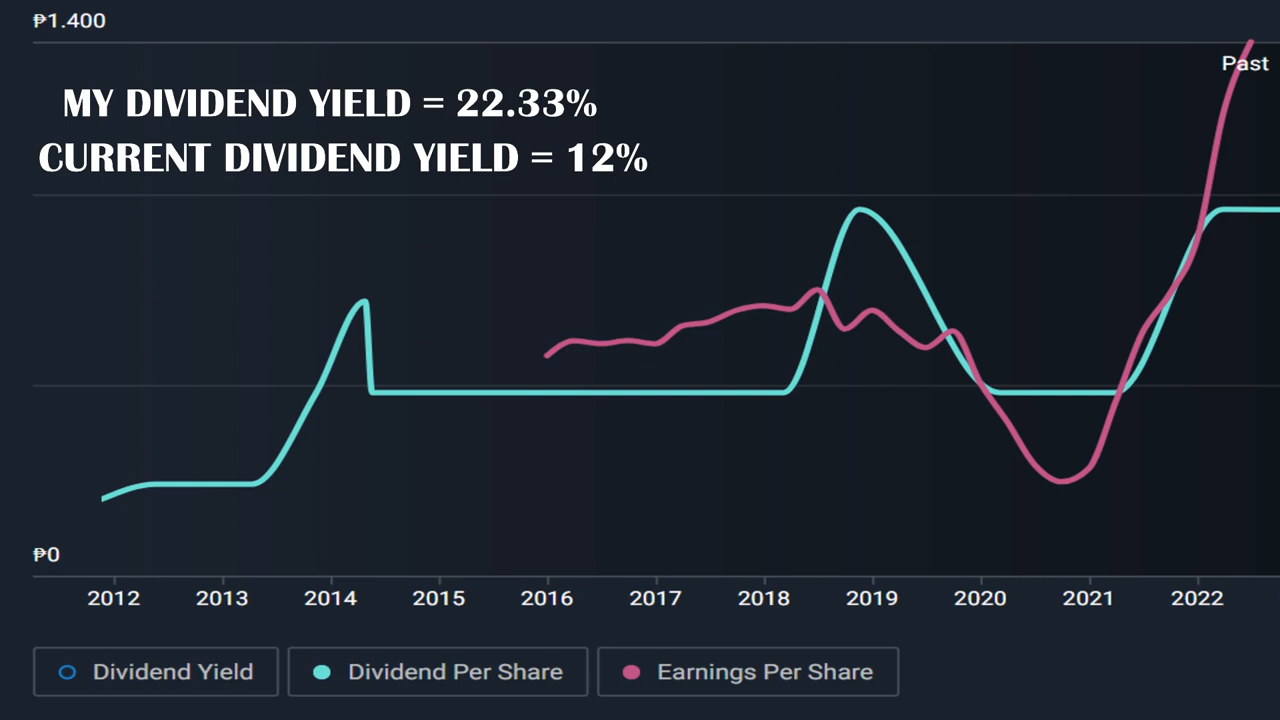 ₱1.400
Past
MY DIVIDEND YIELD = 22.33%
CURRENT DIVIDEND YIELD = 12%
₱0
2012 2013 2014 2015 2016 2017 2018 2019 2020 2021 2022
Dividend Yield Dividend Per Share Earnings Per Share